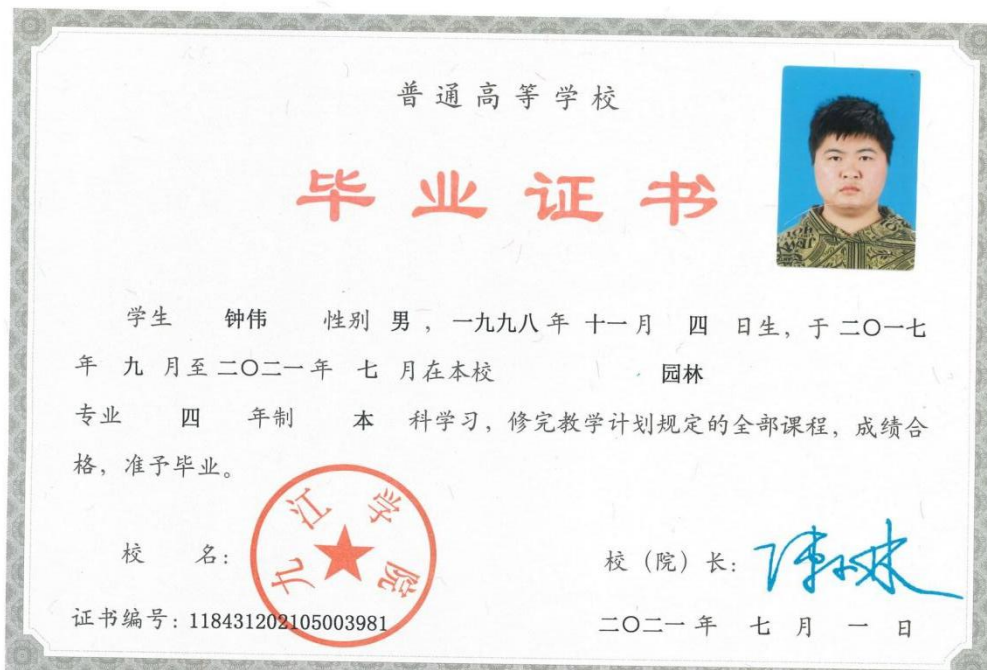 普通高等学校
毕业证书
学生 钟伟 性别 男，一九九八年 十一月 四 日生，于二〇一七
年 九 月至二〇二一年 七 月在本校 园林
专业 四 年制 本 科学习，修完教学计划规定的全部课程，成绩合
格，准予毕业。
九江学院
校 名：
校（院）长：
证书编号：118431202105003981
二〇二一年 七 月 一 日